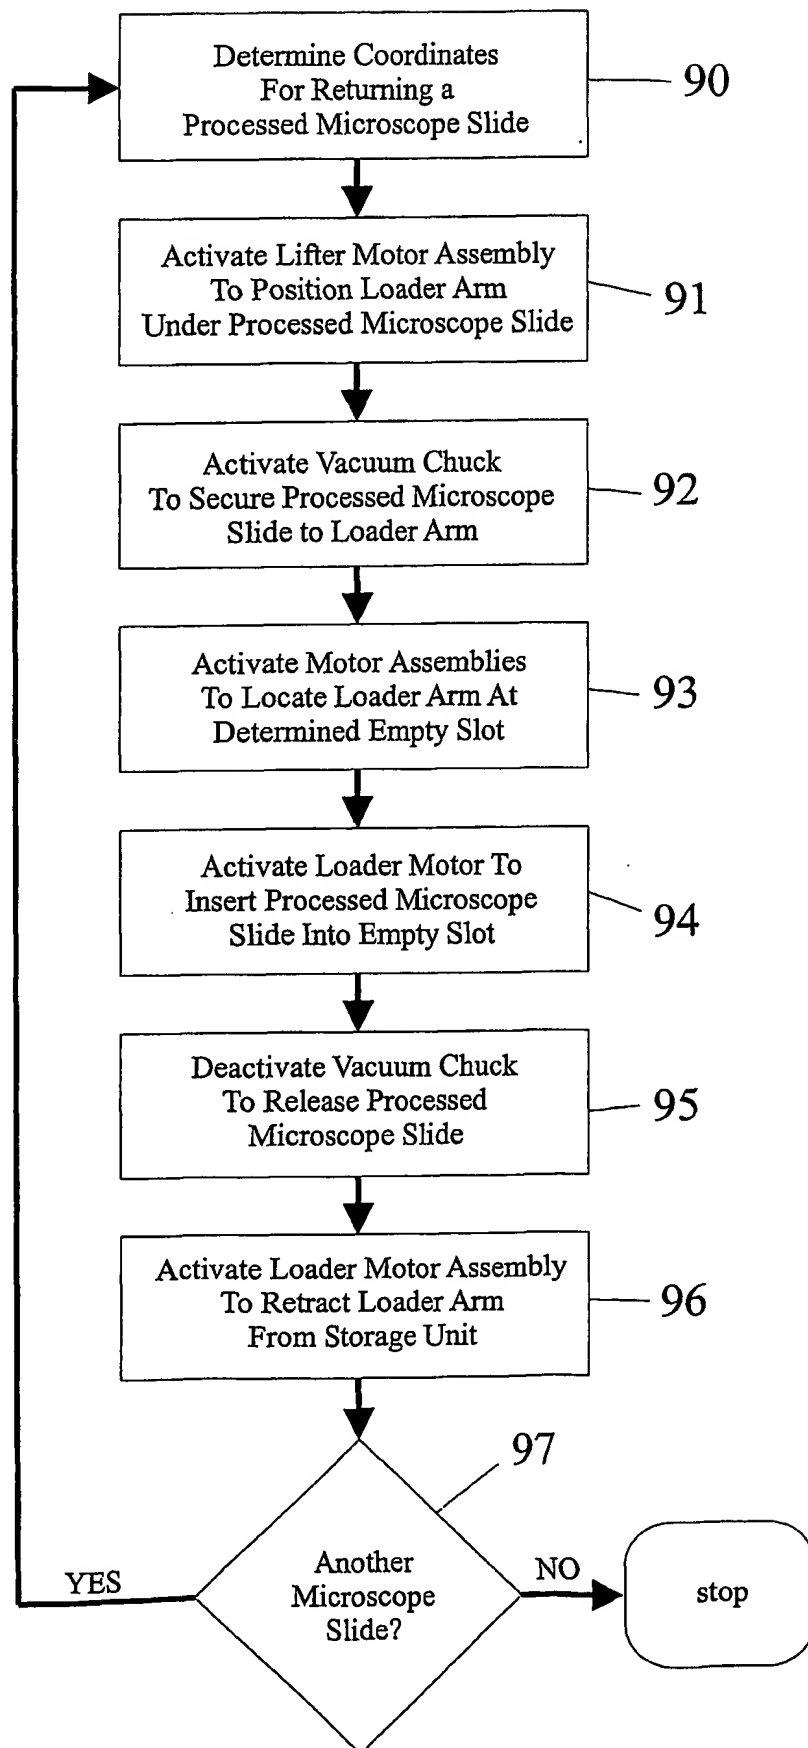 Determine Coordinates
For Returning a
Processed Microscope Slide
90
Activate Lifter Motor Assembly
To Position Loader Arm
Under Processed Microscope Slide
91
Activate Vacuum Chuck
To Secure Processed Microscope
Slide to Loader Arm
92
Activate Motor Assemblies
To Locate Loader Arm At
Determined Empty Slot
93
Activate Loader Motor To
Insert Processed Microscope
Slide Into Empty Slot
94
Deactivate Vacuum Chuck
To Release Processed
Microscope Slide
95
Activate Loader Motor Assembly
To Retract Loader Arm
From Storage Unit
96
97
Another
Microscope
Slide?
YES
NO
stop